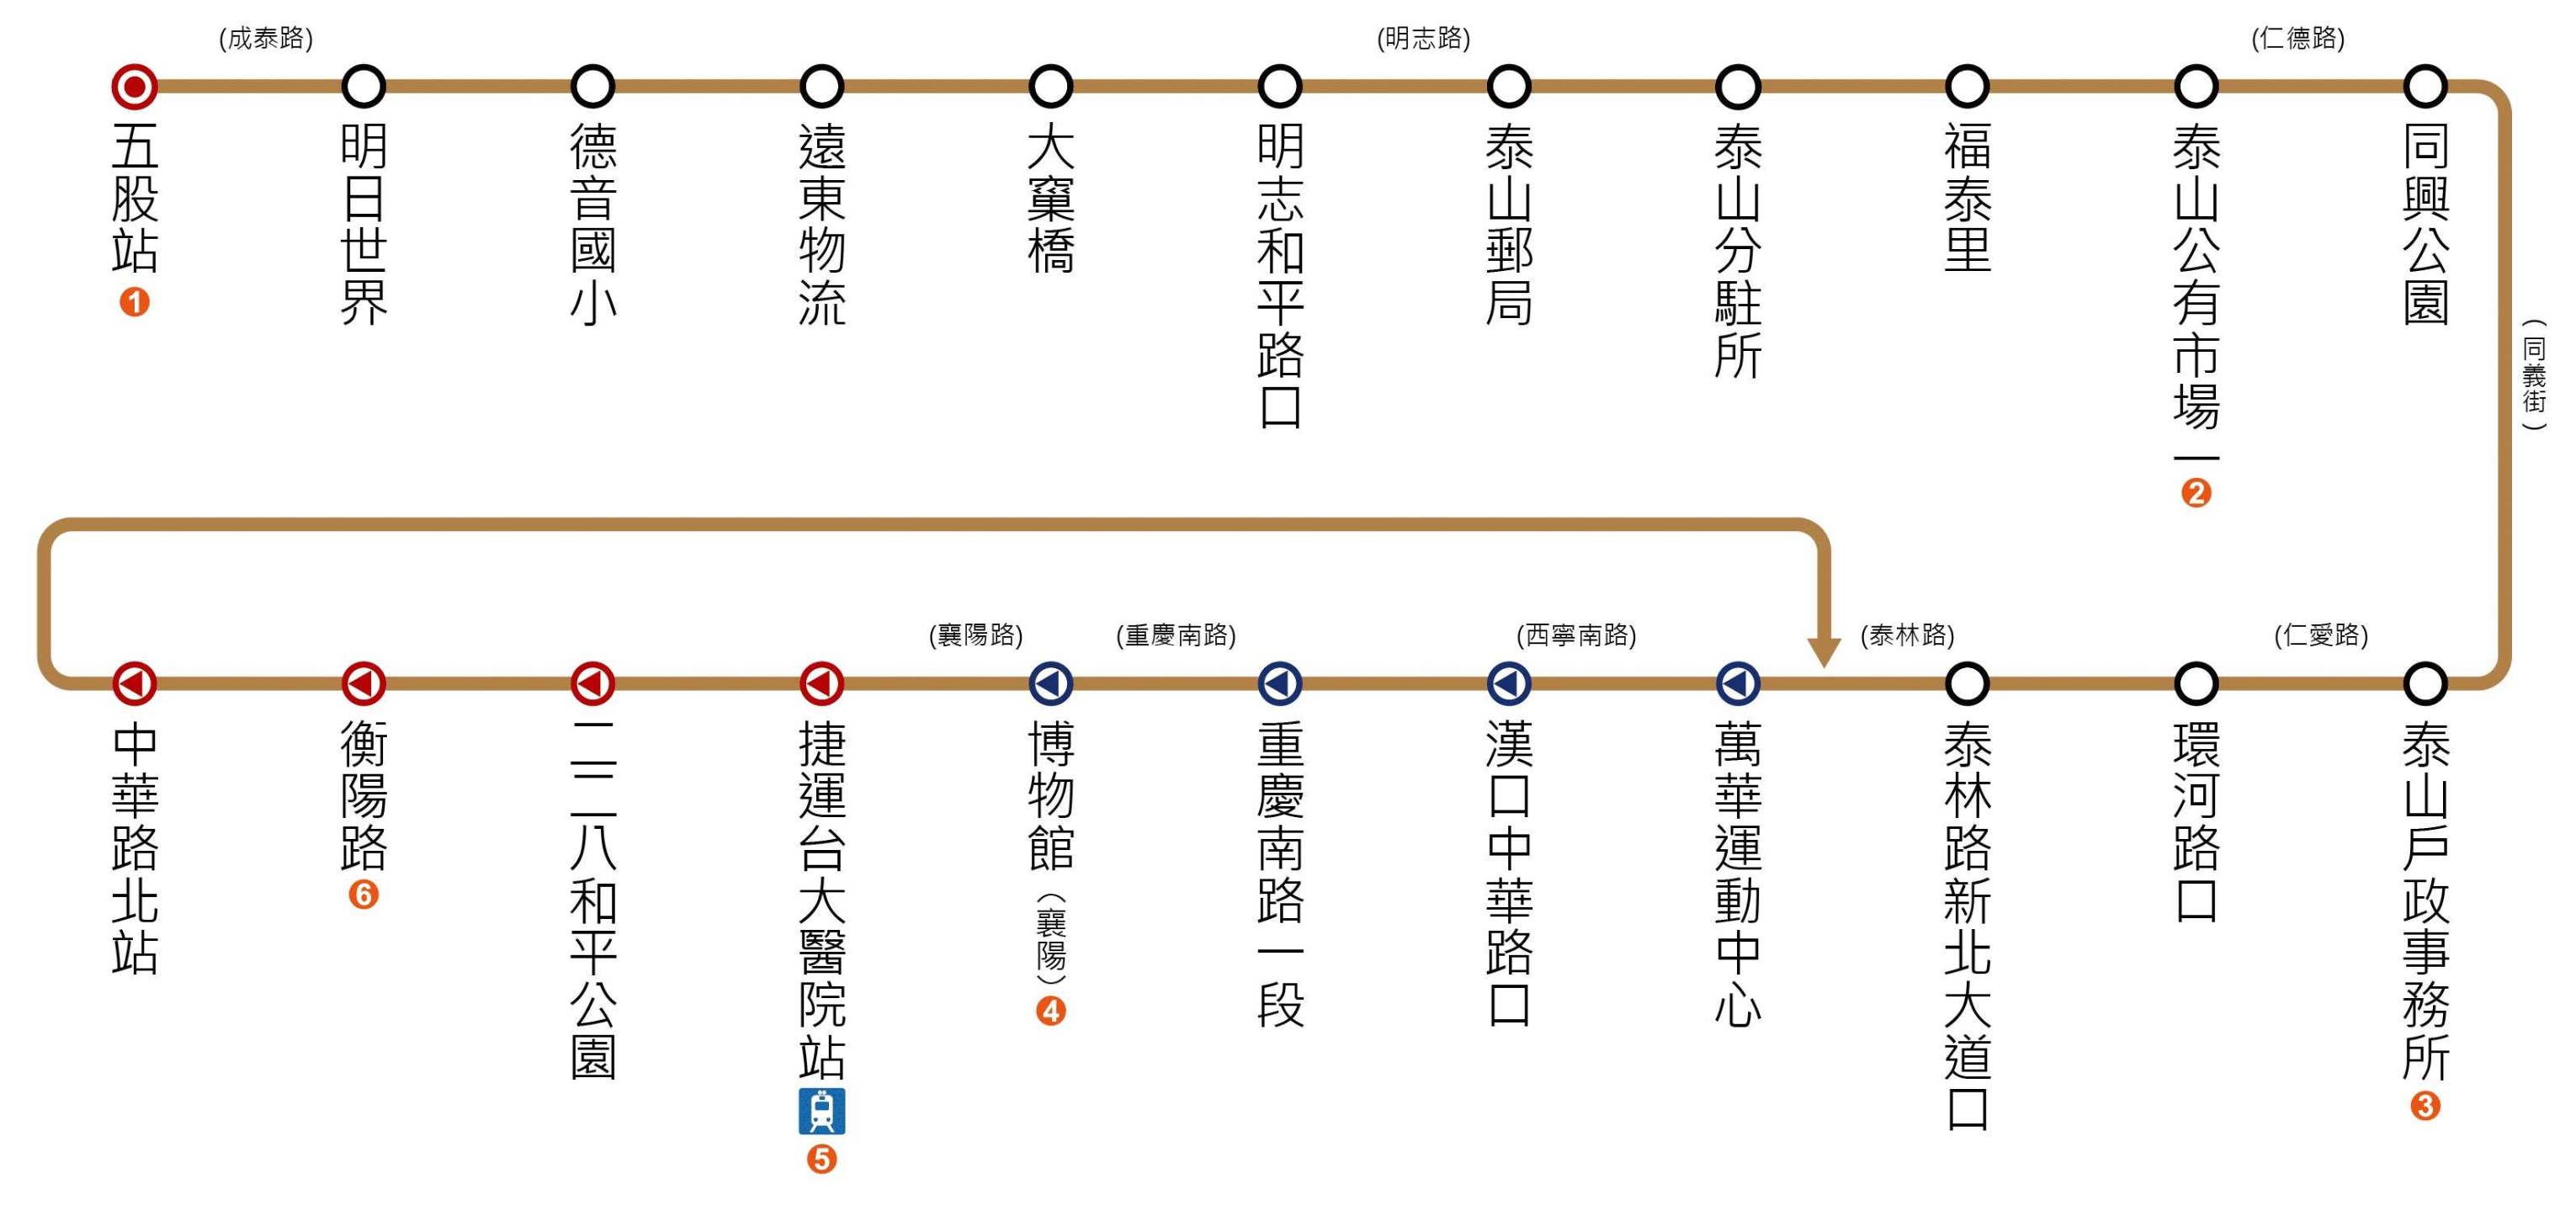 (成泰路)
(明志路)
(仁德路)
五股站
1
明日世界
德音國小
遠東物流
大窠橋
明志和平路口
泰山郵局
泰山分駐所
福泰里
泰山公有市場一
2
同興公園
(同義街)
(襄陽路)
(重慶南路)
(西寧南路)
(泰林路)
(仁愛路)
中華路北站
衡陽路
6
二二八和平公園
捷運台大醫院站
5
博物館(襄陽)
4
重慶南路一段
漢口中華路口
萬華運動中心
泰林路新北大道口
環河路口
泰山戶政事務所
3